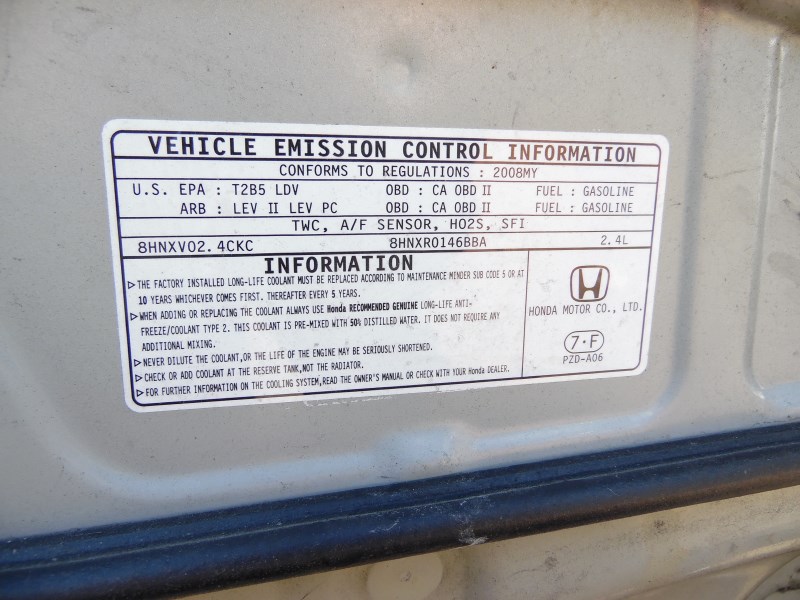 VEHICLE EMISSION CONTROL INFORMATION
CONFORMS TO REGULATIONS : 2008MY
U.S. EPA : T2B5 LDV OBD : CA OBD II FUEL : GASOLINE
ARB : LEV II LEV PC OBD : CA OBD II FUEL : GASOLINE
TWC, A/F SENSOR, HO2S, SFI
8HNXV02.4CKC 8HNXR0146BBA 2.4L
INFORMATION
▷THE FACTORY INSTALLED LONG-LIFE COOLANT MUST BE REPLACED ACCORDING TO MAINTENANCE MINDER SUB CODE 5 OR AT
10 YEARS WHICHEVER COMES FIRST. THEREAFTER EVERY 5 YEARS.
▷WHEN ADDING OR REPLACING THE COOLANT ALWAYS USE Honda RECOMMENDED GENUINE LONG-LIFE ANTI-
FREEZE/COOLANT TYPE 2. THIS COOLANT IS PRE-MIXED WITH 50% DISTILLED WATER. IT DOES NOT REQUIRE ANY
ADDITIONAL MIXING.
▷NEVER DILUTE THE COOLANT,OR THE LIFE OF THE ENGINE MAY BE SERIOUSLY SHORTENED.
▷CHECK OR ADD COOLANT AT THE RESERVE TANK,NOT THE RADIATOR.
▷FOR FURTHER INFORMATION ON THE COOLING SYSTEM,READ THE OWNER'S MANUAL OR CHECK WITH YOUR Honda DEALER.
HONDA MOTOR CO., LTD.
7·F
PZD-A06